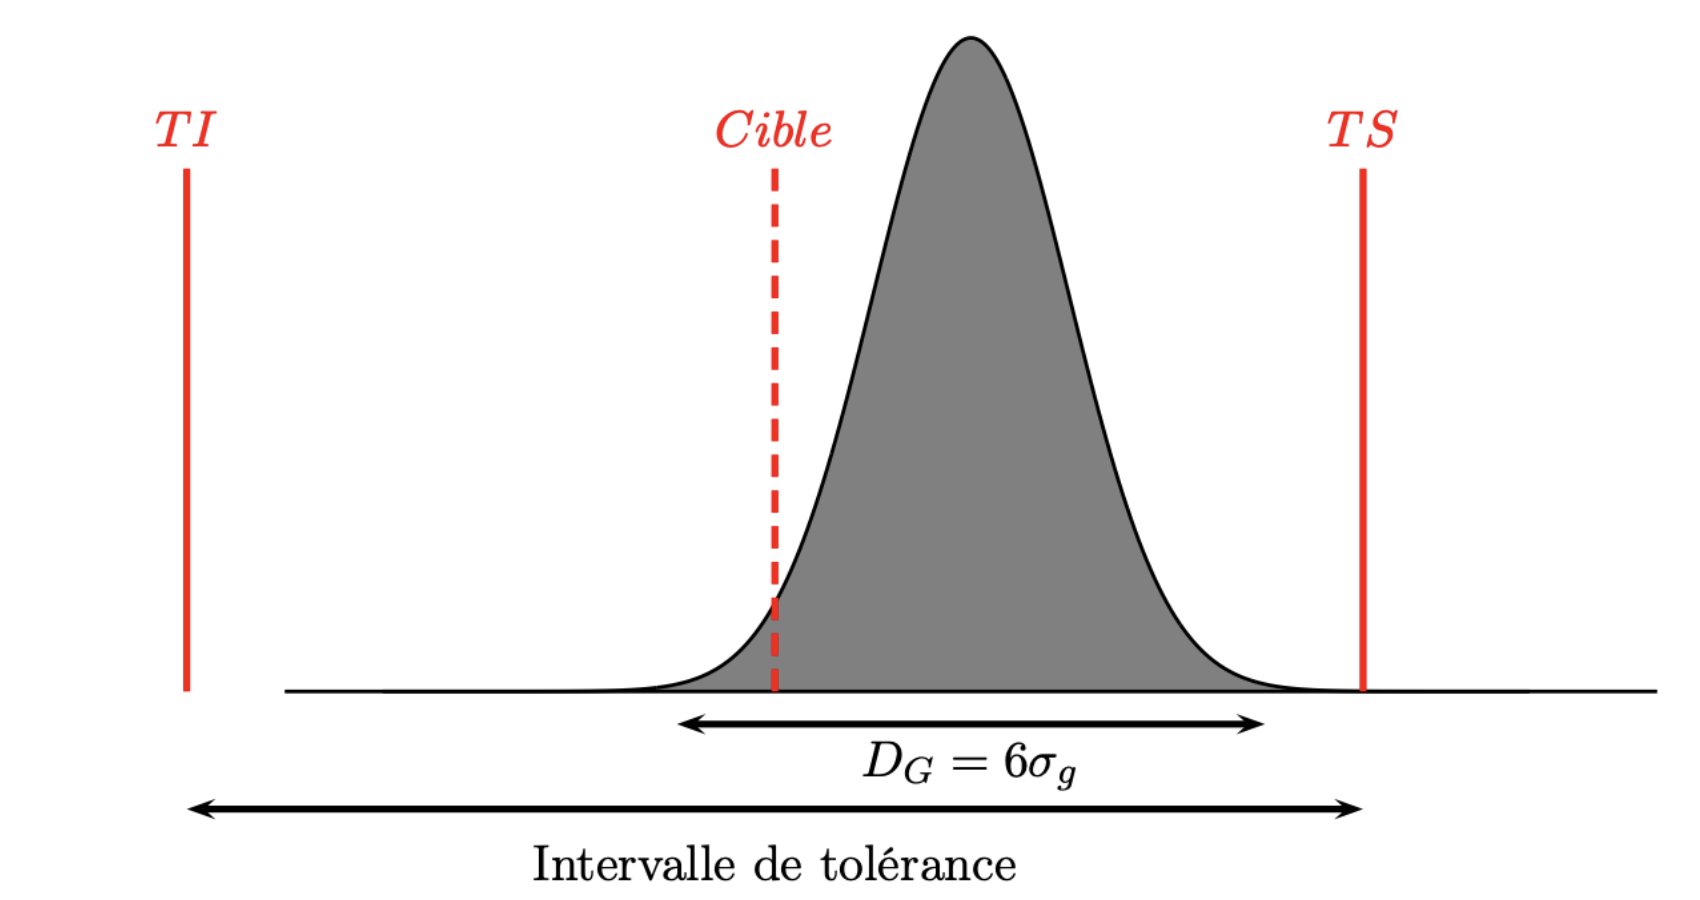 TI
Cible
TS
D_G = 6σ_g
Intervalle de tolérance